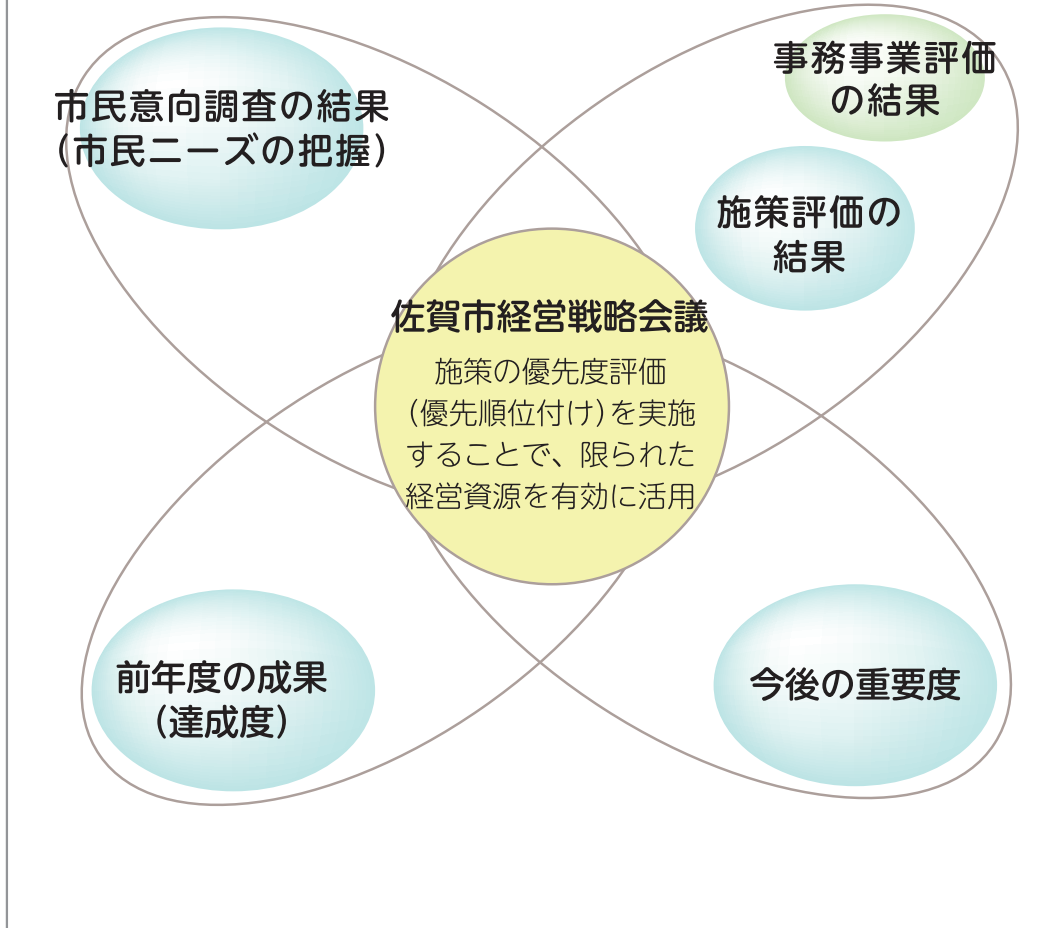 市民意向調査の結果
（市民ニーズの把握）
事務事業評価
の結果
施策評価の
結果
佐賀市経営戦略会議
施策の優先度評価
（優先順位付け）を実施
することで、限られた
経営資源を有効に活用
前年度の成果
（達成度）
今後の重要度